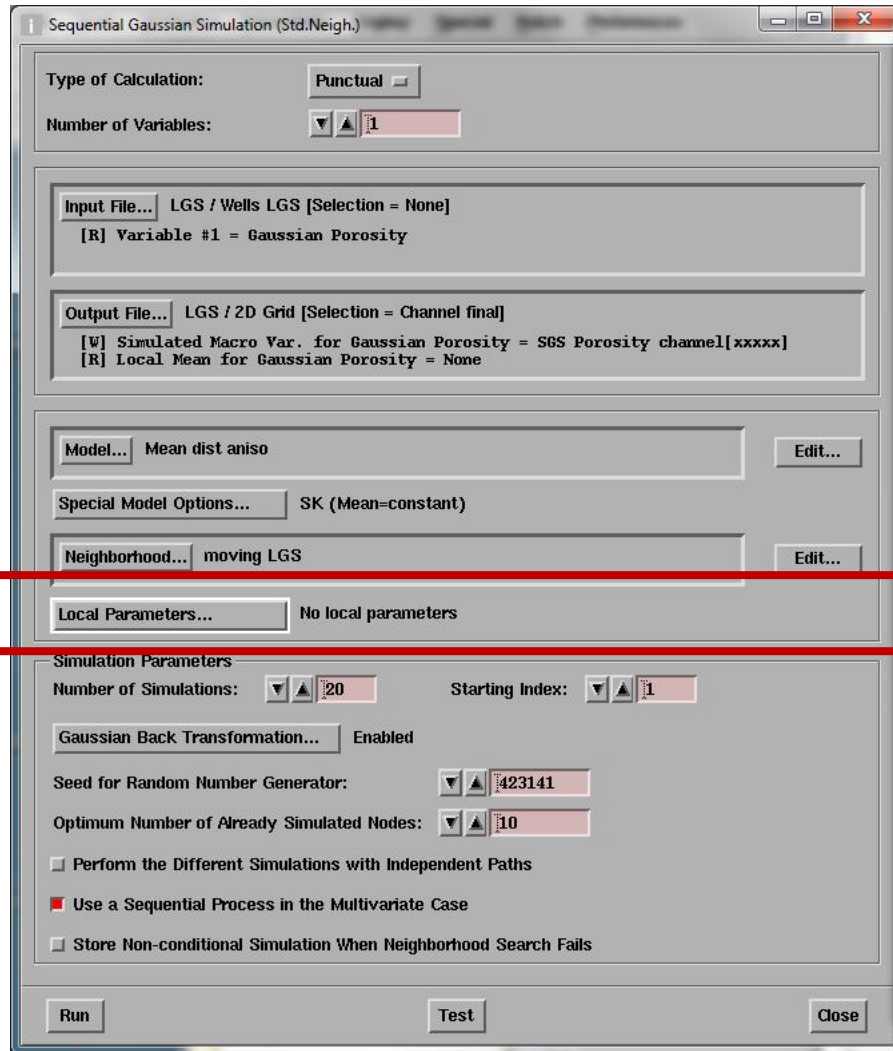 Sequential Gaussian Simulation (Std.Neigh.)
Type of Calculation: Punctual
Number of Variables: 1
Input File... LGS / Wells LGS [Selection = None]
[R] Variable #1 = Gaussian Porosity
Output File... LGS / 2D Grid [Selection = Channel final]
[W] Simulated Macro Var. for Gaussian Porosity = SGS Porosity channel[xxxxx]
[R] Local Mean for Gaussian Porosity = None
Model... Mean dist aniso Edit...
Special Model Options... SK (Mean=constant)
Neighborhood... moving LGS Edit...
Local Parameters... No local parameters
Simulation Parameters
Number of Simulations: 20 Starting Index: 1
Gaussian Back Transformation... Enabled
Seed for Random Number Generator: 423141
Optimum Number of Already Simulated Nodes: 10
Perform the Different Simulations with Independent Paths
Use a Sequential Process in the Multivariate Case
Store Non-conditional Simulation When Neighborhood Search Fails
Run Test Close